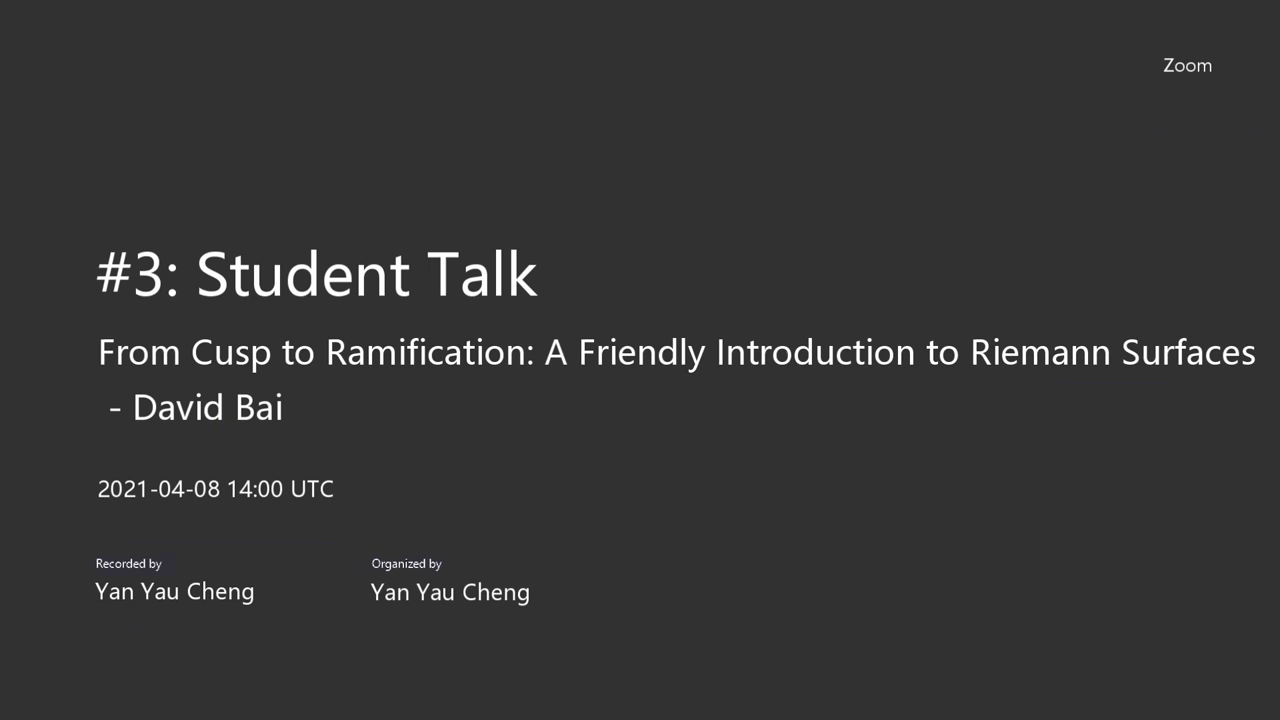 Zoom
#3: Student Talk
From Cusp to Ramification: A Friendly Introduction to Riemann Surfaces
- David Bai
2021-04-08 14:00 UTC
Recorded by
Yan Yau Cheng
Organized by
Yan Yau Cheng